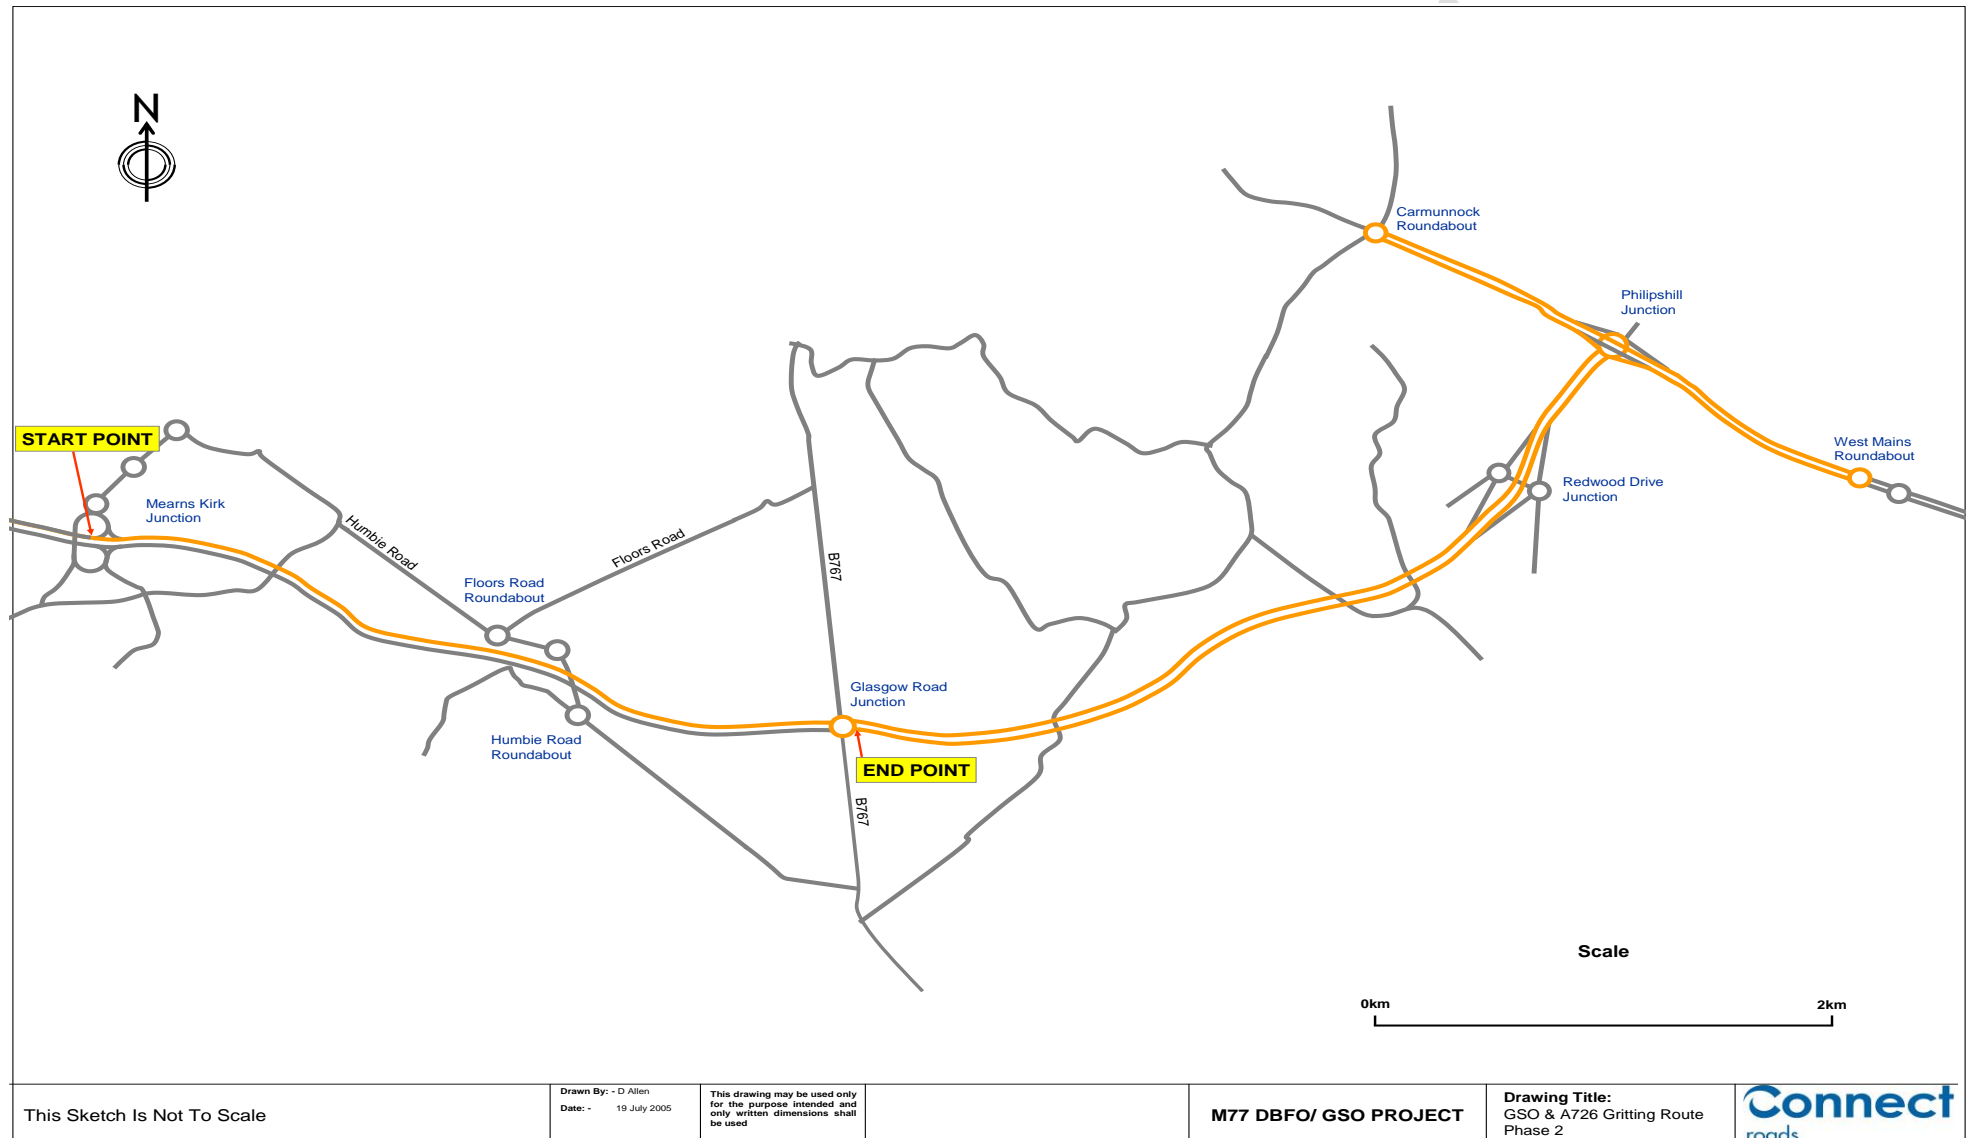 N
Carmunnock
Roundabout
Philipshill
Junction
START POINT
West Mains
Roundabout
Mearns Kirk
Junction
Redwood Drive
Junction
Humbie Road
Floors Road
B767
Floors Road
Roundabout
Glasgow Road
Junction
Humbie Road
Roundabout
END POINT
B767
Scale
0km 2km
This Sketch Is Not To Scale
Drawn By: - D Allen
Date: - 19 July 2005
This drawing may be used only
for the purpose intended and
only written dimensions shall
be used
M77 DBFO/ GSO PROJECT
Drawing Title:
GSO & A726 Gritting Route
Phase 2
Connect
roads